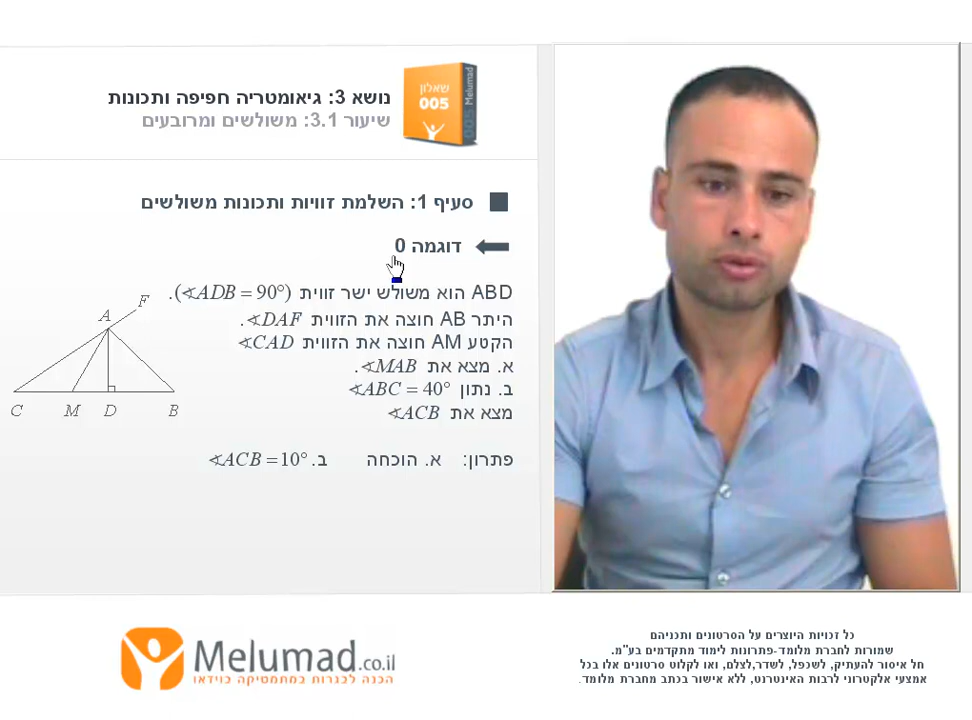 נושא 3: גיאומטריה חפיפה ותכונות
שיעור 3.1: משולשים ומרובעים
שאלון
005
Melumad
005
סעיף 1: השלמת זוויות ותכונות משולשים
דוגמה 0
ABD הוא משולש ישר זווית (∢ADB = 90°).
היתר AB חוצה את הזווית ∢DAF.
הקטע AM חוצה את הזווית ∢CAD
א. מצא את ∢MAB.
ב. נתון ∢ABC = 40°
מצא את ∢ACB
פתרון: א. הוכחה ב. ∢ACB = 10°
F
A
C M D B
Melumad.co.il
הכנה לבגרות במתמטיקה בוידאו
כל זכויות היוצרים על הסרטונים ותכניהם
שמורות לחברת מלומד-פתרונות לימוד מתקדמים בע"מ.
חל איסור להעתיק, לשכפל, לשדר,לצלם, ואו לקלוט סרטונים אלו בכל
אמצעי אלקטרוני לרבות האינטרנט, ללא אישור בכתב מחברת מלומד.